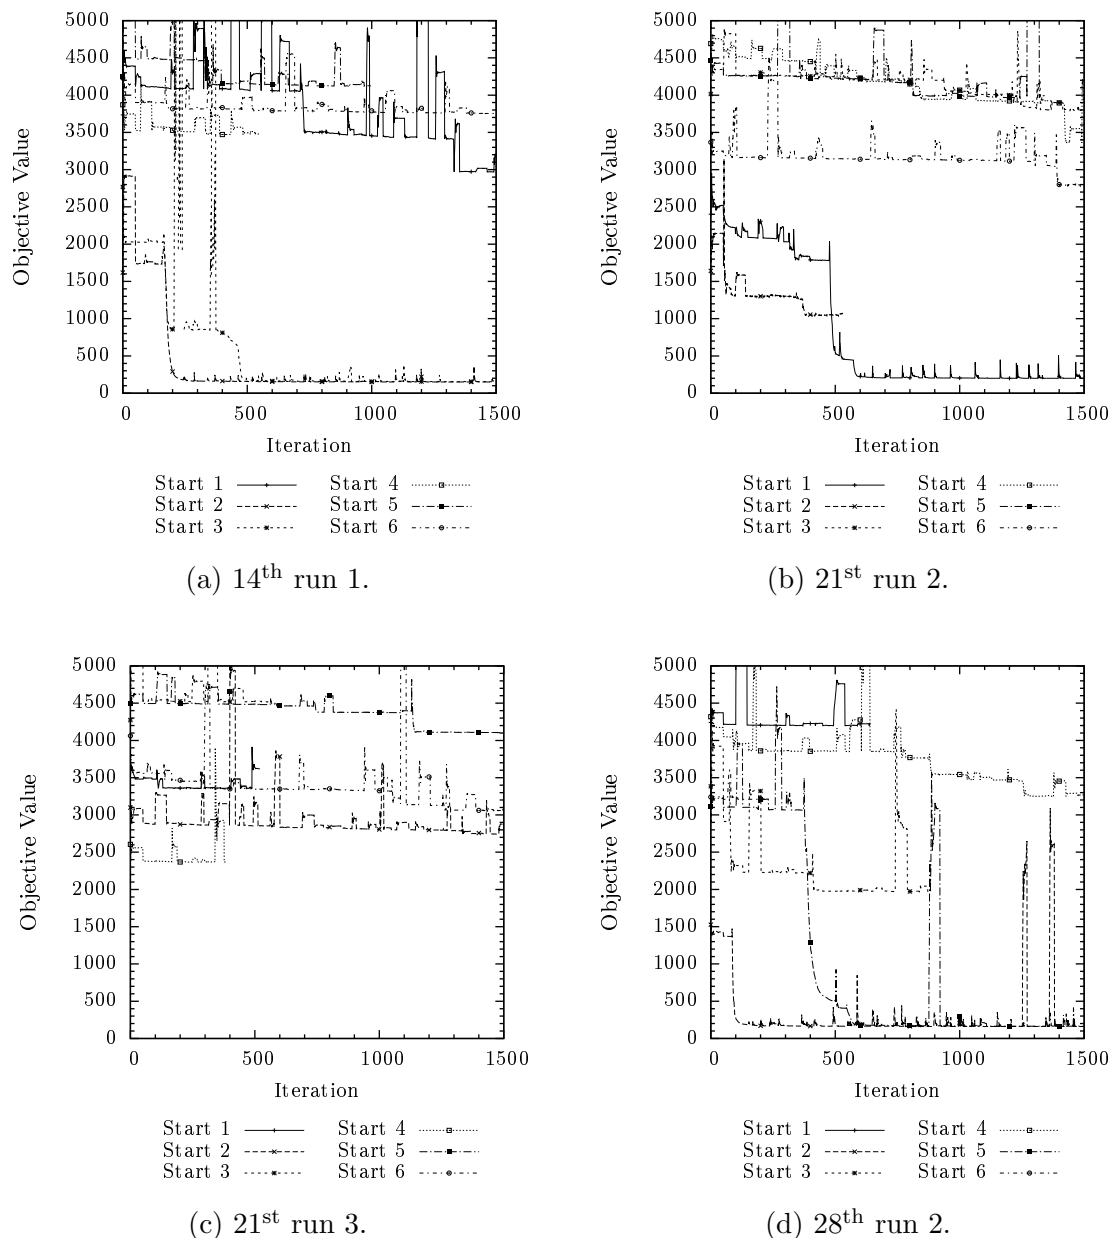 5000
4500
4000
3500
3000
2500
2000
1500
1000
500
0
Objective Value
0 500 1000 1500
Iteration
Start 1 Start 4
Start 2 Start 5
Start 3 Start 6
(a) 14th run 1.
5000
4500
4000
3500
3000
2500
2000
1500
1000
500
0
Objective Value
0 500 1000 1500
Iteration
Start 1 Start 4
Start 2 Start 5
Start 3 Start 6
(b) 21st run 2.
5000
4500
4000
3500
3000
2500
2000
1500
1000
500
0
Objective Value
0 500 1000 1500
Iteration
Start 1 Start 4
Start 2 Start 5
Start 3 Start 6
(c) 21st run 3.
5000
4500
4000
3500
3000
2500
2000
1500
1000
500
0
Objective Value
0 500 1000 1500
Iteration
Start 1 Start 4
Start 2 Start 5
Start 3 Start 6
(d) 28th run 2.